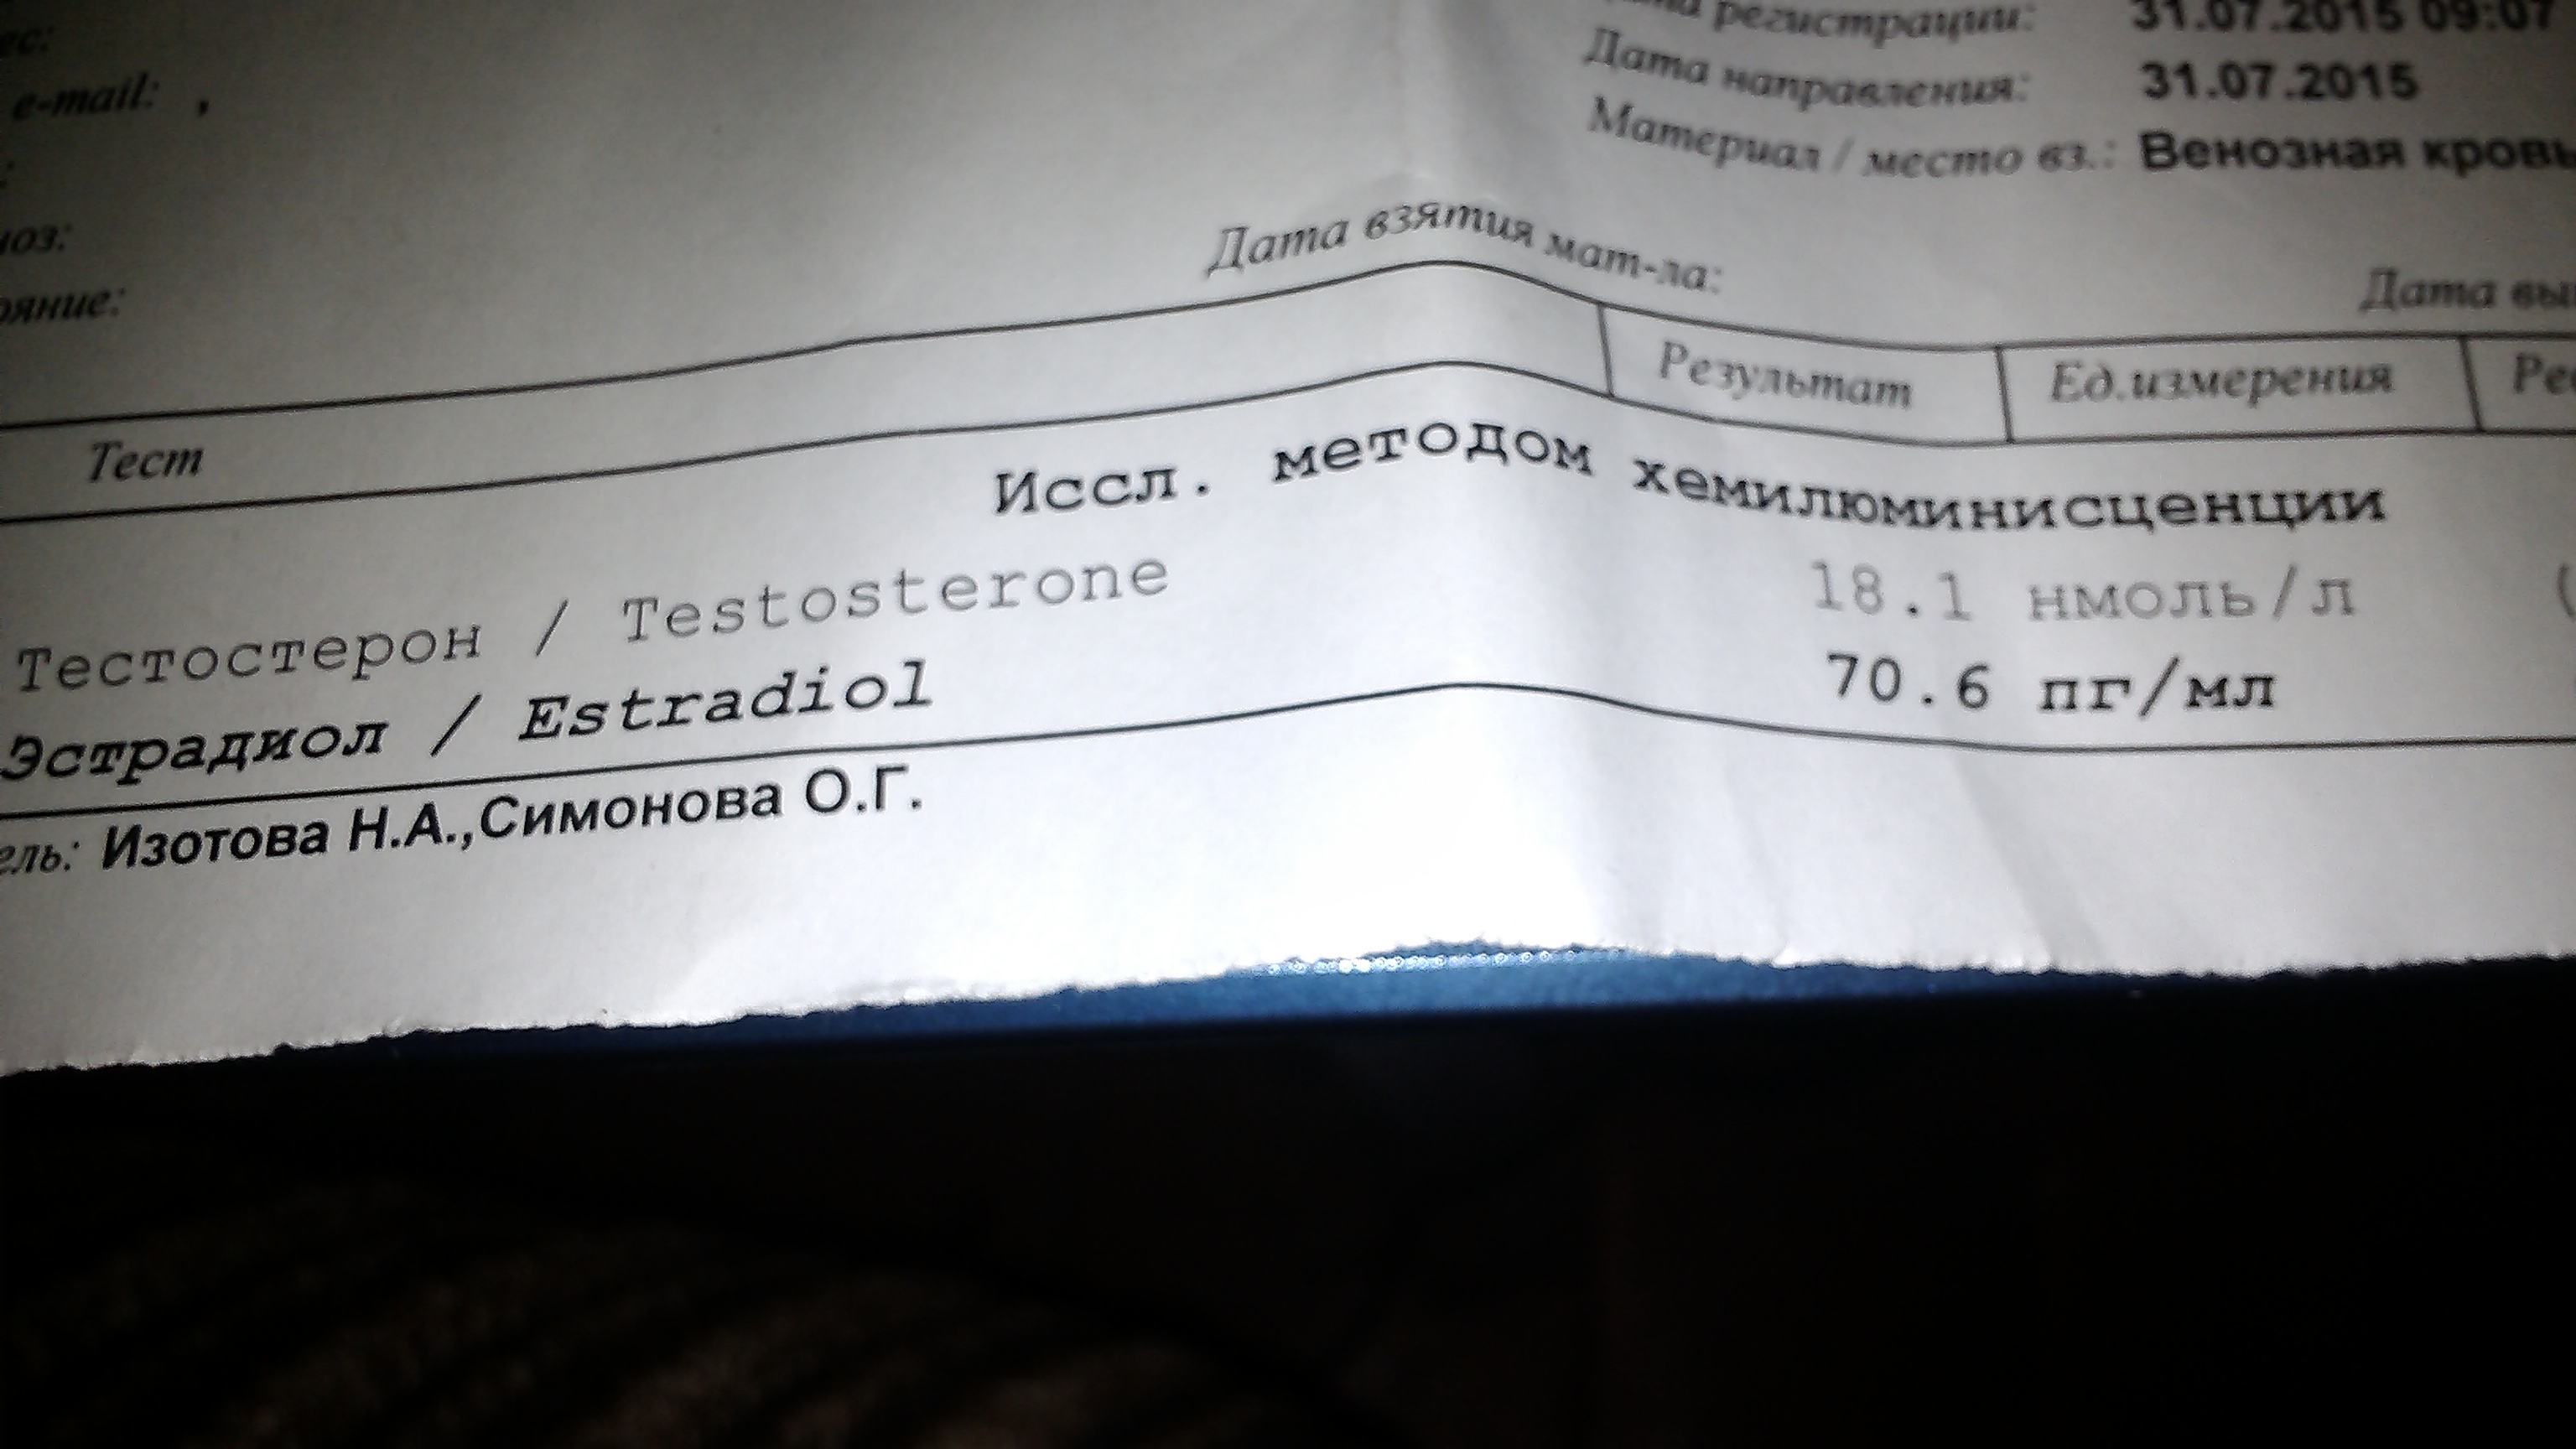 e-mail: ,
регистрации: 31.07.2015 09:07
Дата направления: 31.07.2015
Материал / место вз.: Венозная кровь
Дата взятия мат-ла:
Дата
Тест Результат Ед.измерения
Иссл. методом хемилюминисценции
Тестостерон / Testosterone 18.1 нмоль/л (
Эстрадиол / Estradiol 70.6 пг/мл
Изотова Н.А.,Симонова О.Г.